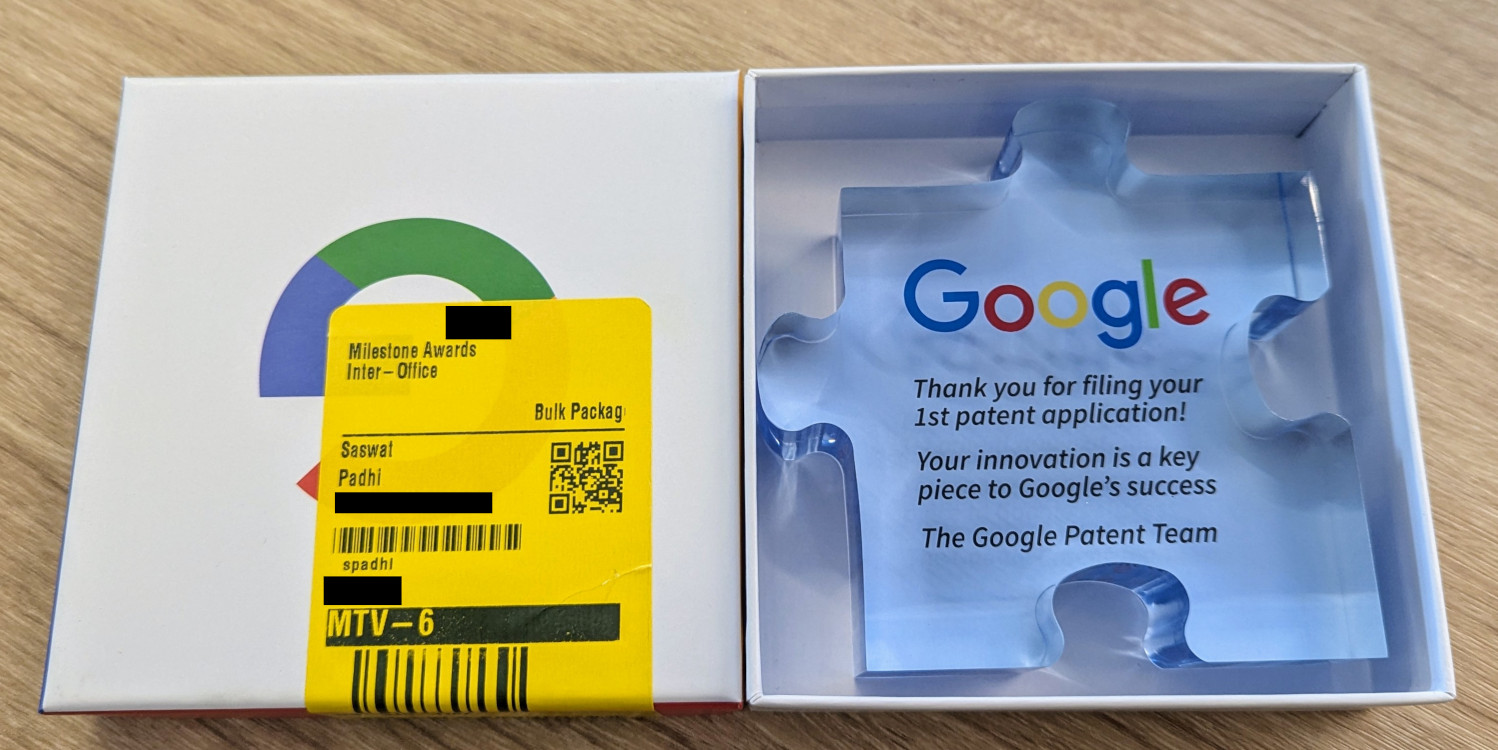 Milestone Awards
Inter-Office
Bulk Packag
Saswat
Padhi
spadhi
MTV-6
Google
Thank you for filing your
1st patent application!
Your innovation is a key
piece to Google's success
The Google Patent Team